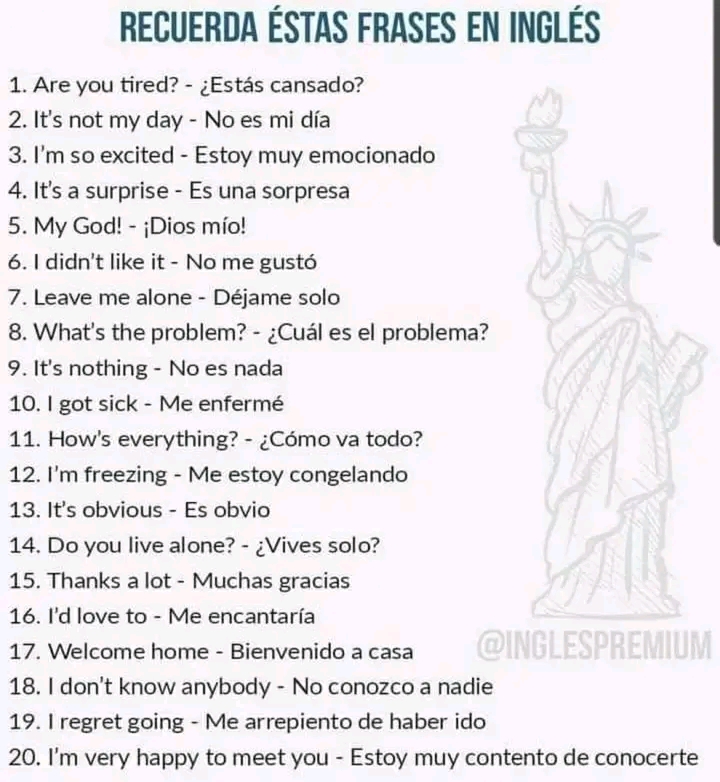 RECUERDA ÉSTAS FRASES EN INGLÉS
1. Are you tired? - ¿Estás cansado?
2. It's not my day - No es mi día
3. I'm so excited - Estoy muy emocionado
4. It's a surprise - Es una sorpresa
5. My God! - ¡Dios mío!
6. I didn't like it - No me gustó
7. Leave me alone - Déjame solo
8. What's the problem? - ¿Cuál es el problema?
9. It's nothing - No es nada
10. I got sick - Me enfermé
11. How's everything? - ¿Cómo va todo?
12. I'm freezing - Me estoy congelando
13. It's obvious - Es obvio
14. Do you live alone? - ¿Vives solo?
15. Thanks a lot - Muchas gracias
16. I'd love to - Me encantaría
17. Welcome home - Bienvenido a casa
@INGLESPREMIUM
18. I don't know anybody - No conozco a nadie
19. I regret going - Me arrepiento de haber ido
20. I'm very happy to meet you - Estoy muy contento de conocerte